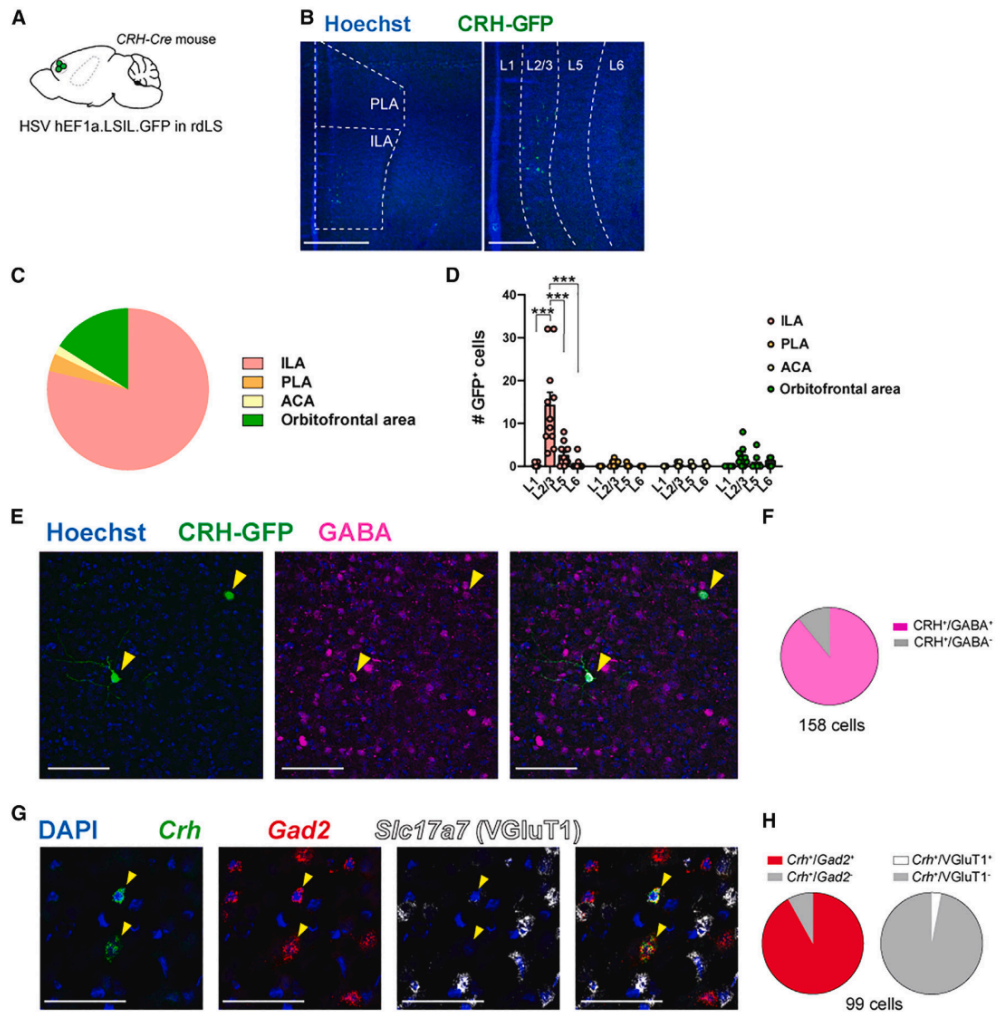 A
CRH-Cre mouse
HSV hEF1a.LSIL.GFP in rdLS
B
Hoechst CRH-GFP
PLA
ILA
L1 L2/3 L5 L6
C
ILA
PLA
ACA
Orbitofrontal area
D
# GFP⁺ cells
40
30
20
10
0
***
***
***
L1 L2/3 L5 L6 L1 L2/3 L5 L6 L1 L2/3 L5 L6 L1 L2/3 L5 L6
ILA
PLA
ACA
Orbitofrontal area
E
Hoechst CRH-GFP GABA
F
CRH⁺/GABA⁺
CRH⁺/GABA⁻
158 cells
G
DAPI Crh Gad2 Slc17a7 (VGluT1)
H
Crh⁺/Gad2⁺
Crh⁺/Gad2⁻
Crh⁺/VGluT1⁺
Crh⁺/VGluT1⁻
99 cells